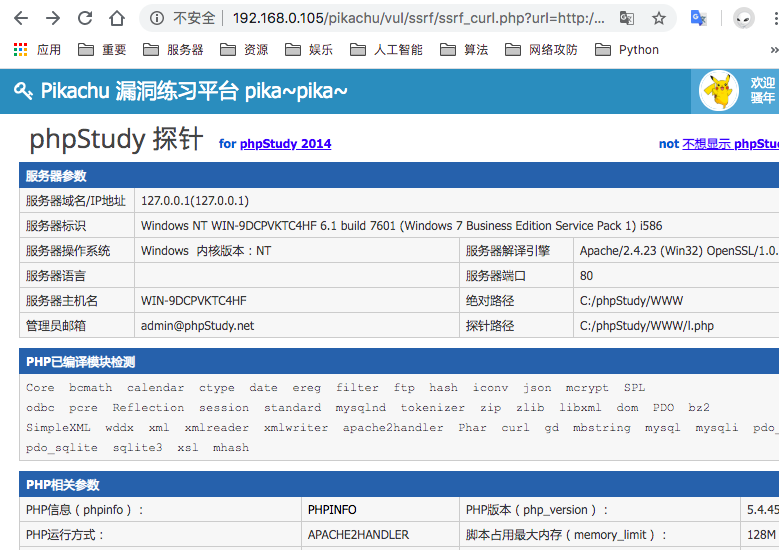 不安全 | 192.168.0.105/pikachu/vul/ssrf/ssrf_curl.php?url=http:/...
应用 重要 服务器 资源 娱乐 人工智能 算法 网络攻防 Python »
Pikachu 漏洞练习平台 pika~pika~
欢迎
骚年
phpStudy 探针 for phpStudy 2014 not 不想显示 phpStu
服务器参数
服务器域名/IP地址 127.0.0.1(127.0.0.1)
服务器标识 Windows NT WIN-9DCPVKTC4HF 6.1 build 7601 (Windows 7 Business Edition Service Pack 1) i586
服务器操作系统 Windows 内核版本：NT 服务器解译引擎 Apache/2.4.23 (Win32) OpenSSL/1.0.
服务器语言 服务器端口 80
服务器主机名 WIN-9DCPVKTC4HF 绝对路径 C:/phpStudy/WWW
管理员邮箱 admin@phpStudy.net 探针路径 C:/phpStudy/WWW/l.php
PHP已编译模块检测
Core bcmath calendar ctype date ereg filter ftp hash iconv json mcrypt SPL
odbc pcre Reflection session standard mysqlnd tokenizer zip zlib libxml dom PDO bz2
SimpleXML wddx xml xmlreader xmlwriter apache2handler Phar curl gd mbstring mysql mysqli pdo_
pdo_sqlite sqlite3 xsl mhash
PHP相关参数
PHP信息（phpinfo）： PHPINFO PHP版本（php_version）： 5.4.45
PHP运行方式： APACHE2HANDLER 脚本占用最大内存（memory_limit）： 128M